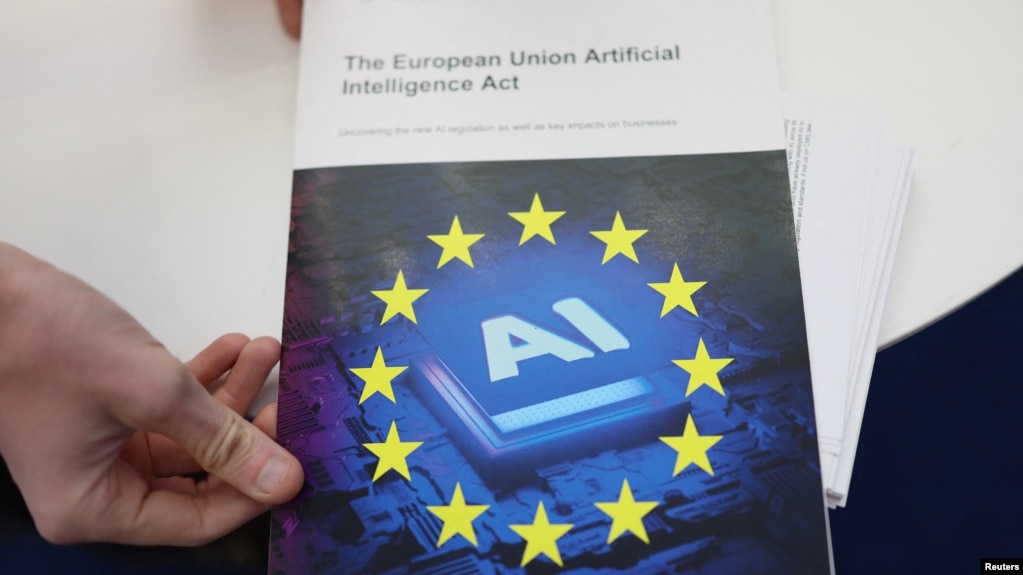 The European Union Artificial
Intelligence Act
Uncovering the new AI regulation as well as key impacts on businesses
AI
Reuters